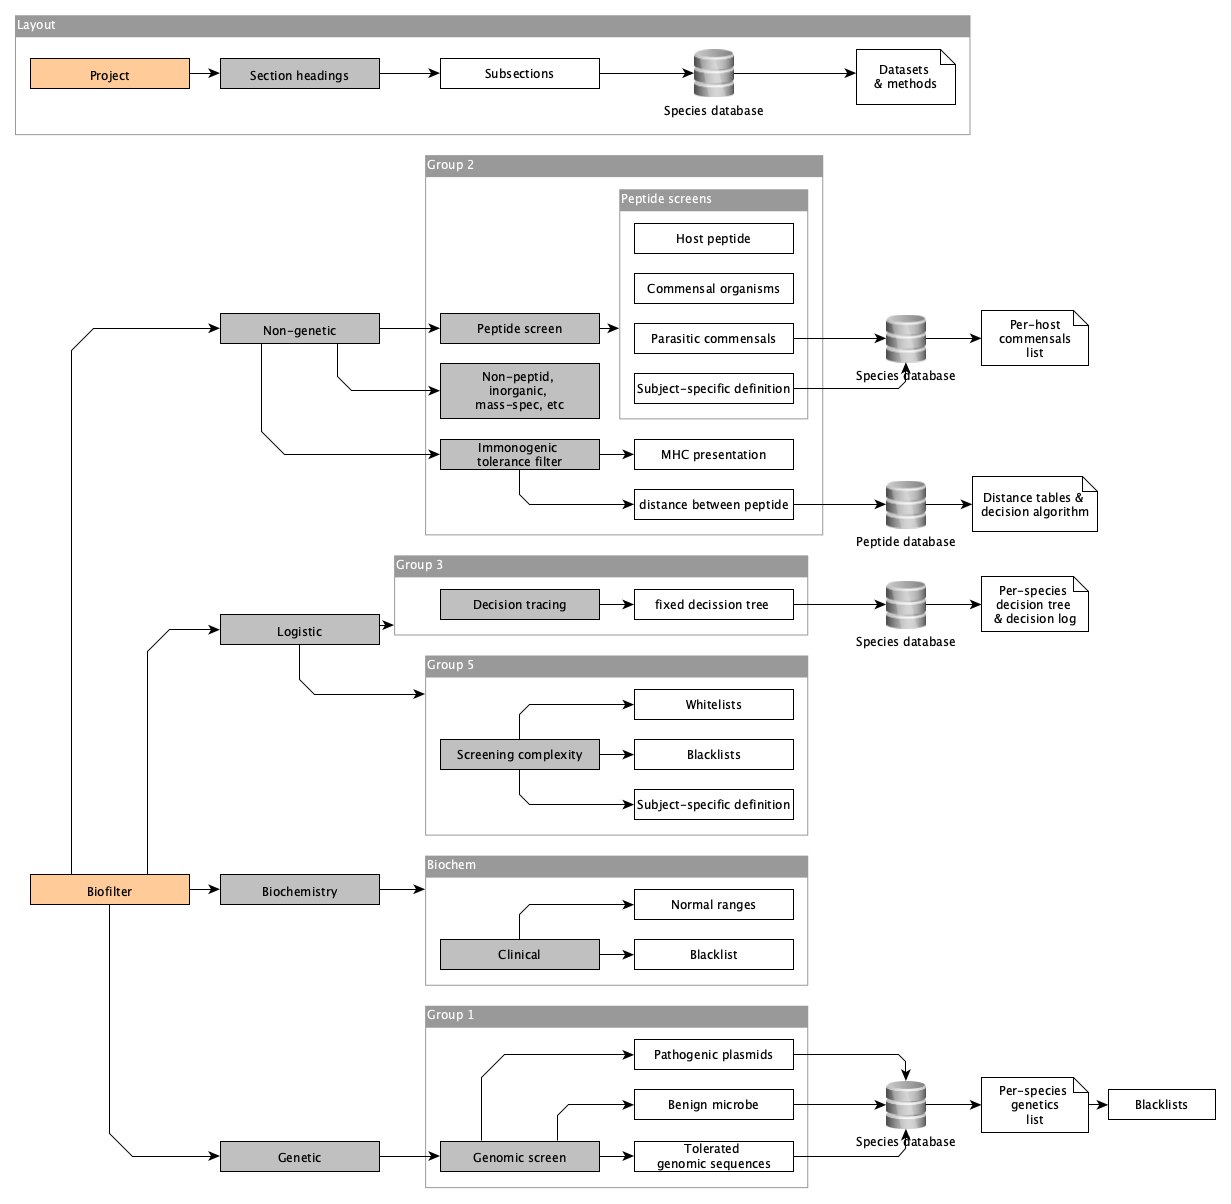 Layout
Project
Section headings
Subsections
Species database
Datasets
& methods
Group 2
Peptide screens
Host peptide
Commensal organisms
Non-genetic
Peptide screen
Parasitic commensals
Species database
Per-host
commensals
list
Non-peptid,
inorganic,
mass-spec, etc
Subject-specific definition
Immonogenic
tolerance filter
MHC presentation
distance between peptide
Peptide database
Distance tables &
decision algorithm
Group 3
Logistic
Decision tracing
fixed decission tree
Species database
Per-species
decision tree
& decision log
Group 5
Whitelists
Screening complexity
Blacklists
Subject-specific definition
Biochem
Biofilter
Biochemistry
Normal ranges
Clinical
Blacklist
Group 1
Pathogenic plasmids
Benign microbe
Species database
Per-species
genetics
list
Blacklists
Genetic
Genomic screen
Tolerated
genomic sequences